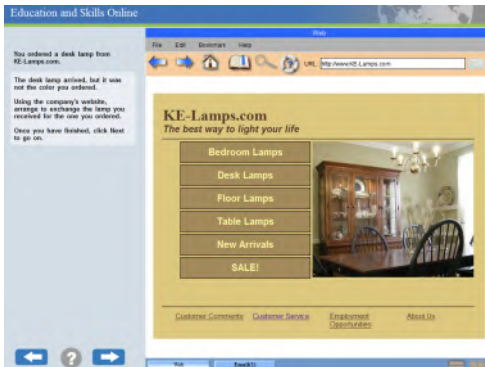 Education and Skills Online
Web
File Edit Bookmark Help
URL http://www.KE-Lamps.com
You ordered a desk lamp from
KE-Lamps.com.
The desk lamp arrived, but it was
not the color you ordered.
Using the company's website,
arrange to exchange the lamp you
received for the one you ordered.
Once you have finished, click Next
to go on.
KE-Lamps.com
The best way to light your life
Bedroom Lamps
Desk Lamps
Floor Lamps
Table Lamps
New Arrivals
SALE!
Customer Comments Customer Service Employment About Us
Opportunities
Web